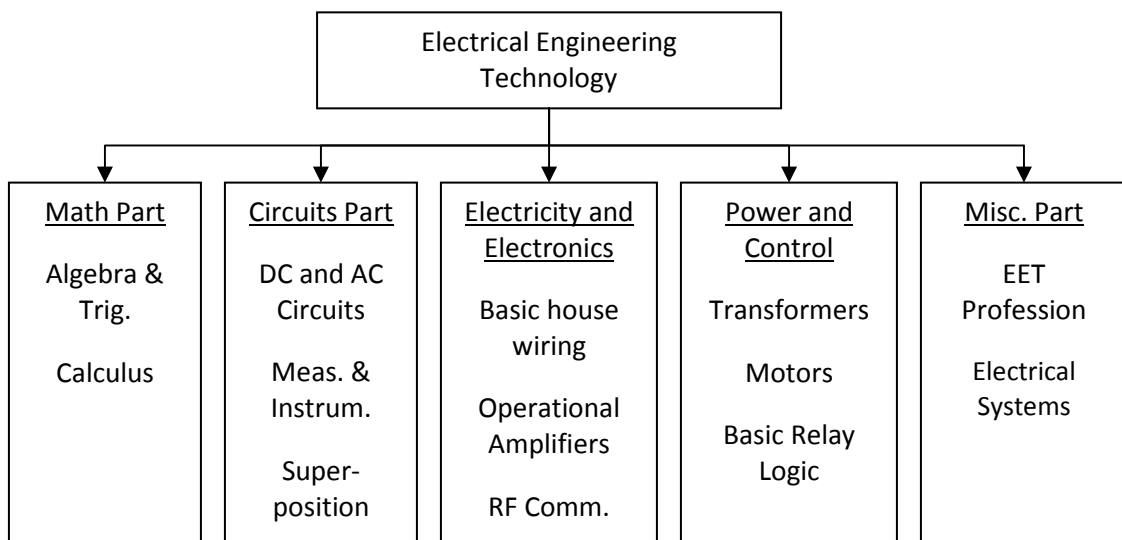 Electrical Engineering
Technology
Math Part
Algebra &
Trig.
Calculus
Circuits Part
DC and AC
Circuits
Meas. &
Instrum.
Super-
position
Electricity and
Electronics
Basic house
wiring
Operational
Amplifiers
RF Comm.
Power and
Control
Transformers
Motors
Basic Relay
Logic
Misc. Part
EET
Profession
Electrical
Systems